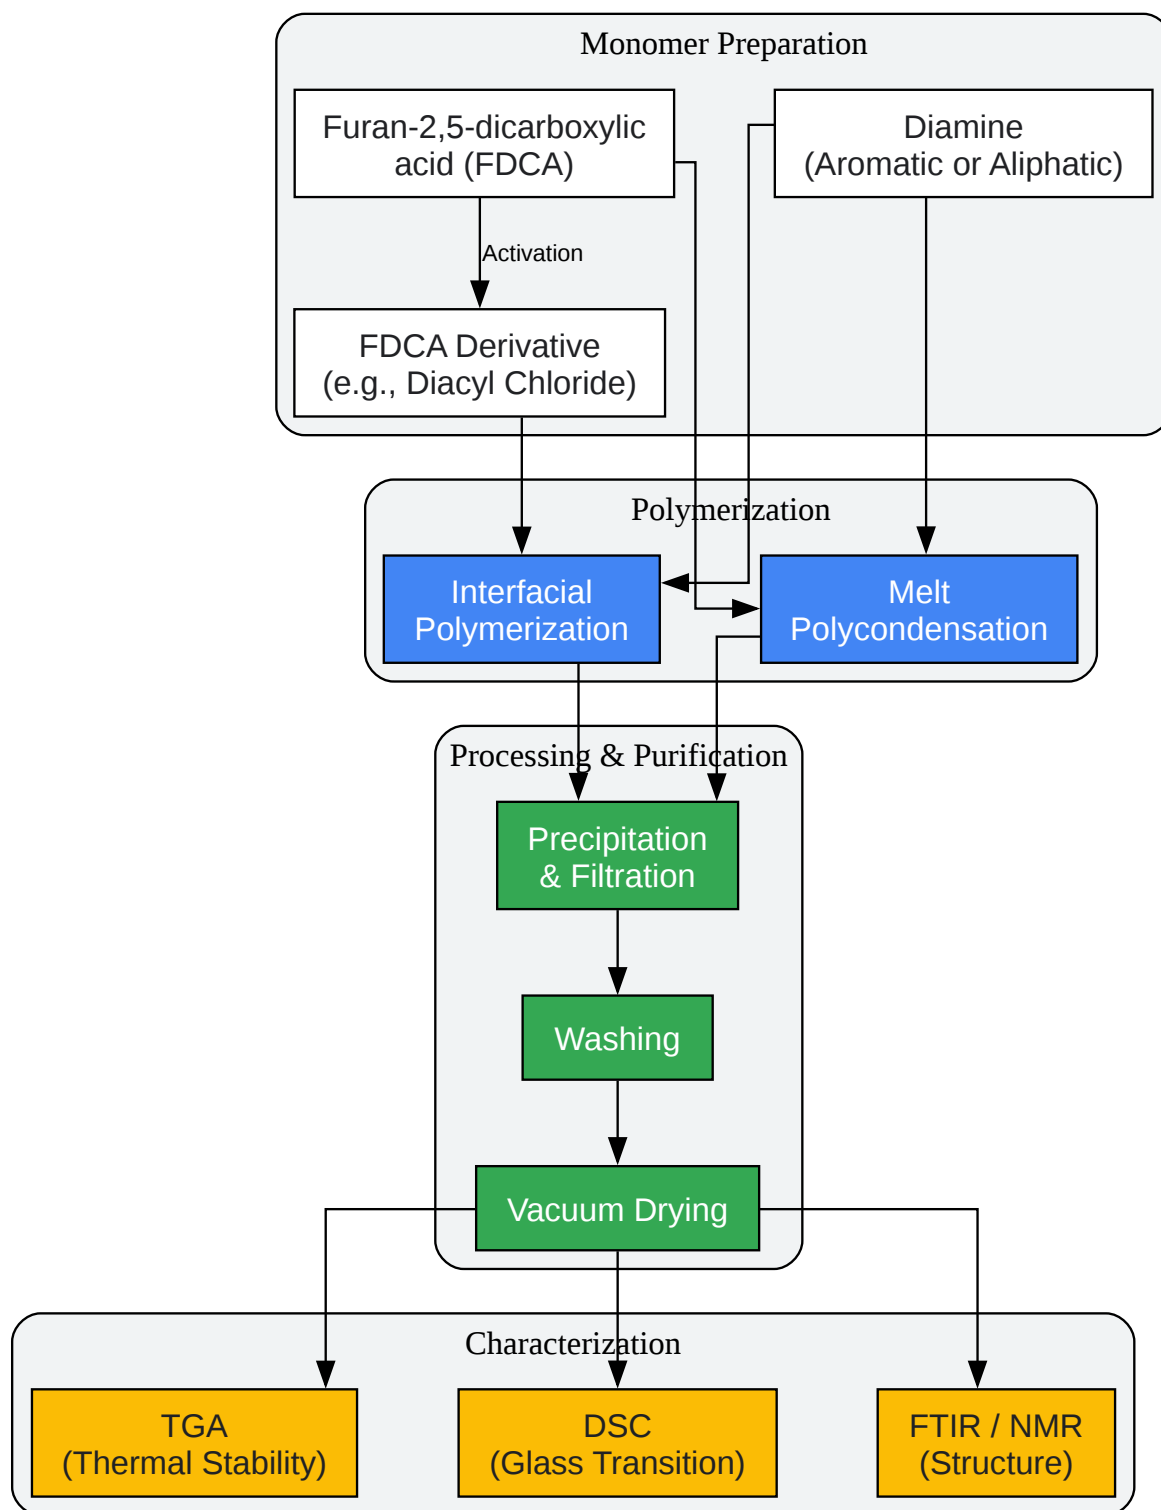 Monomer Preparation
Furan-2,5-dicarboxylic
acid (FDCA)
Diamine
(Aromatic or Aliphatic)
Activation
FDCA Derivative
(e.g., Diacyl Chloride)
Polymerization
Interfacial
Polymerization
Melt
Polycondensation
Processing & Purification
Precipitation
& Filtration
Washing
Vacuum Drying
Characterization
TGA
(Thermal Stability)
DSC
(Glass Transition)
FTIR / NMR
(Structure)